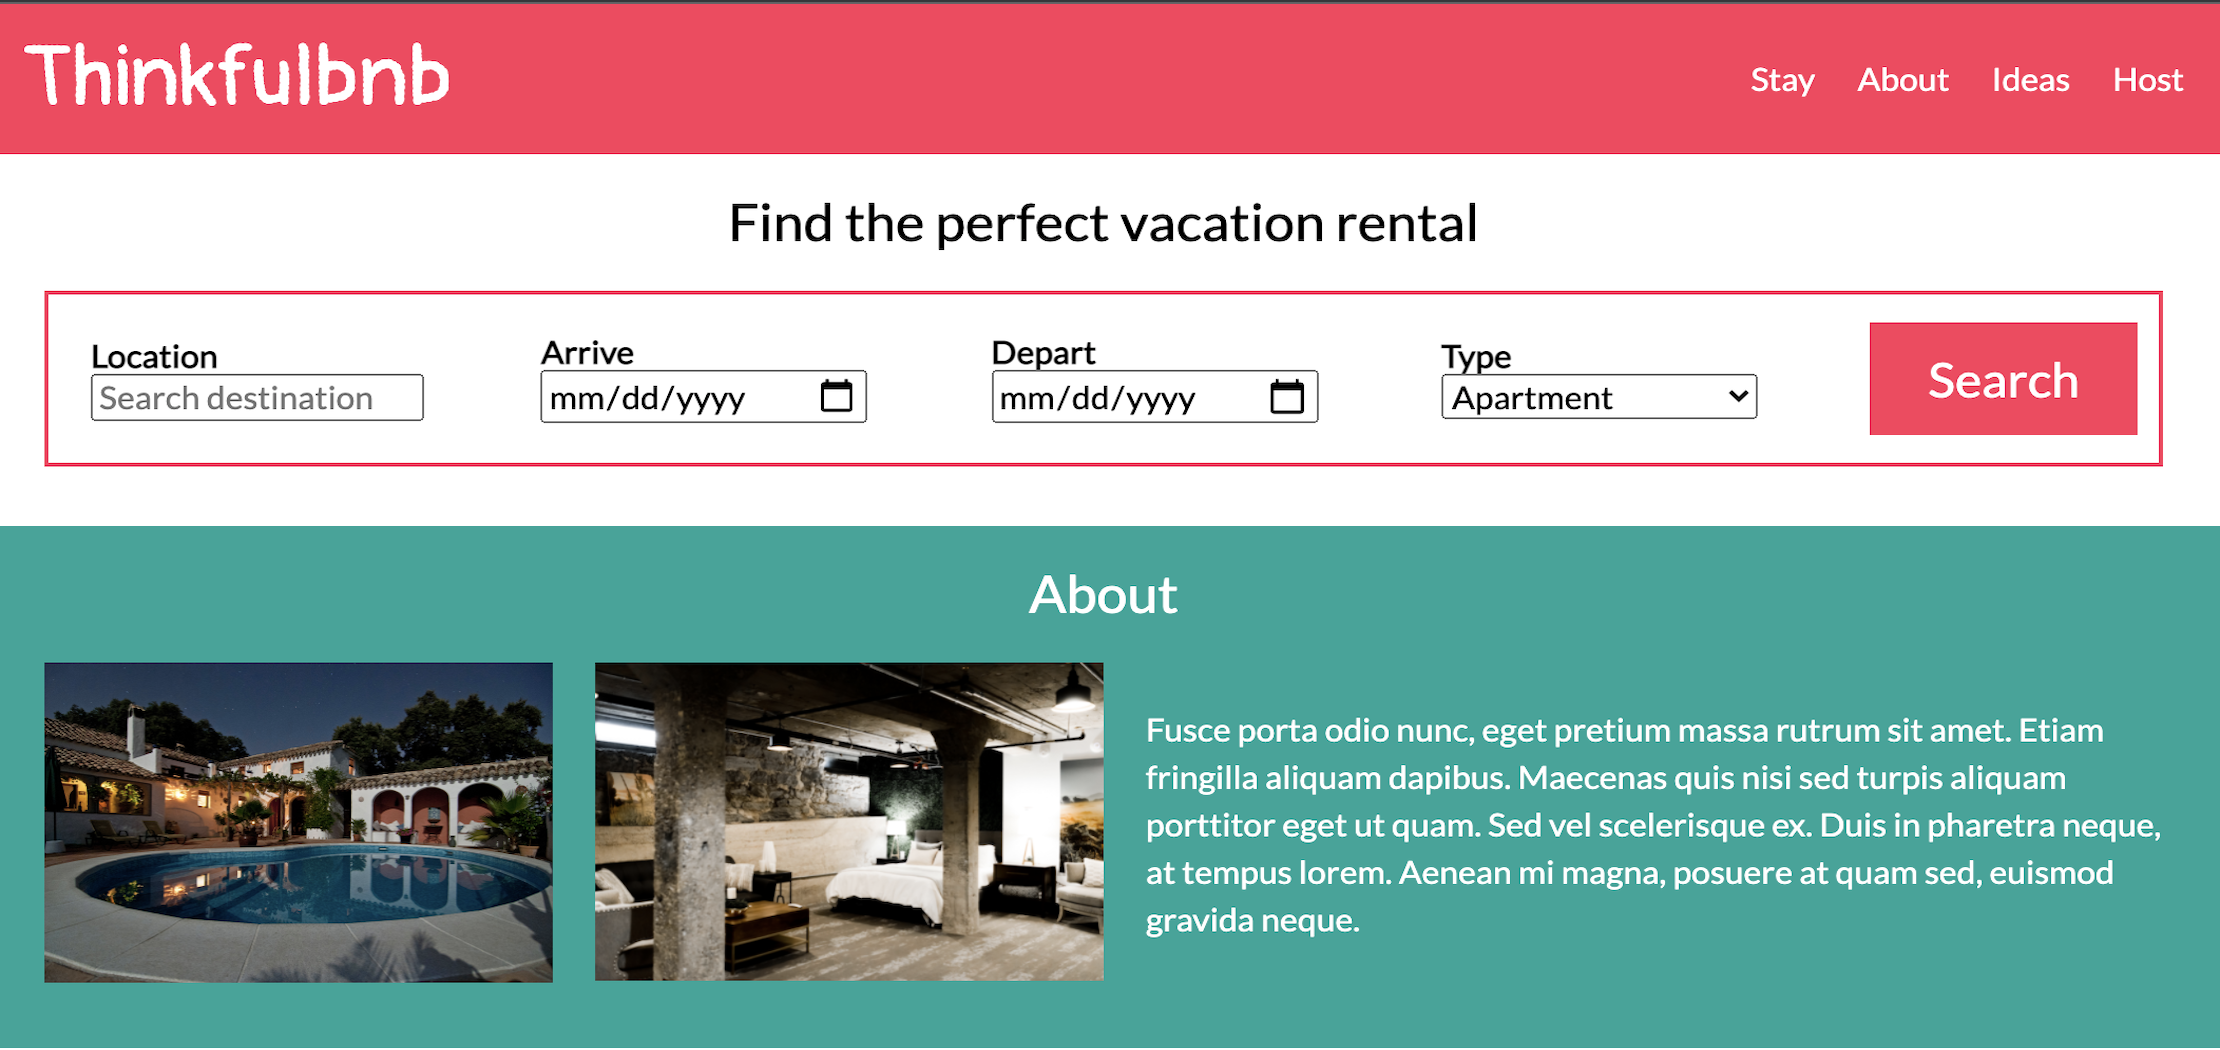 Thinkfulbnb
Stay About Ideas Host
Find the perfect vacation rental
Location
Search destination
Arrive
mm/dd/yyyy
Depart
mm/dd/yyyy
Type
Apartment
Search
About
Fusce porta odio nunc, eget pretium massa rutrum sit amet. Etiam
fringilla aliquam dapibus. Maecenas quis nisi sed turpis aliquam
porttitor eget ut quam. Sed vel scelerisque ex. Duis in pharetra neque,
at tempus lorem. Aenean mi magna, posuere at quam sed, euismod
gravida neque.